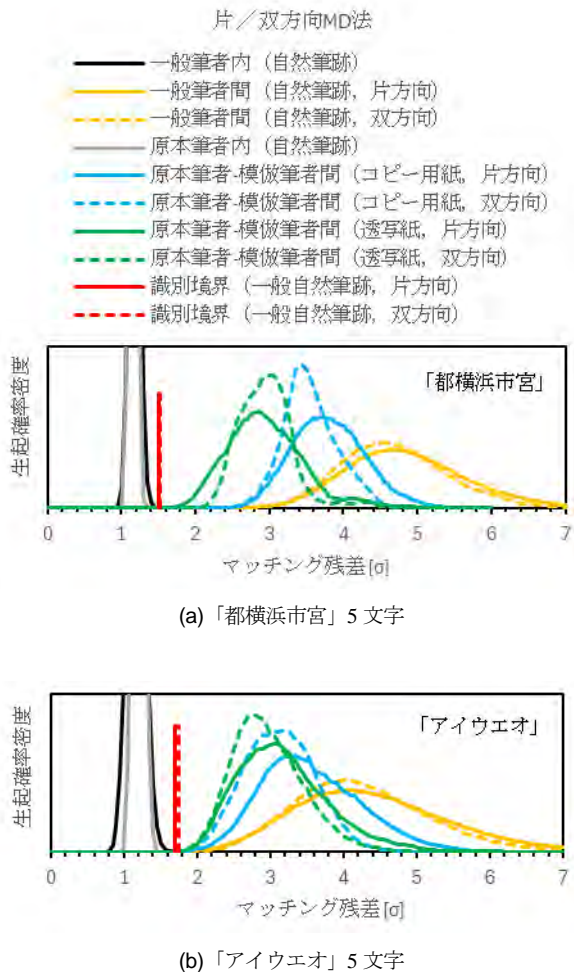 片／双方向MD法
一般筆者内（自然筆跡）
一般筆者間（自然筆跡，片方向）
一般筆者間（自然筆跡，双方向）
原本筆者内（自然筆跡）
原本筆者-模倣筆者間（コピー用紙，片方向）
原本筆者-模倣筆者間（コピー用紙，双方向）
原本筆者-模倣筆者間（透写紙，片方向）
原本筆者-模倣筆者間（透写紙，双方向）
識別境界（一般自然筆跡，片方向）
識別境界（一般自然筆跡，双方向）
生起確率密度
「都横浜市宮」
0 1 2 3 4 5 6 7
マッチング残差[σ]
(a)「都横浜市宮」5 文字
生起確率密度
「アイウエオ」
0 1 2 3 4 5 6 7
マッチング残差[σ]
(b)「アイウエオ」5 文字